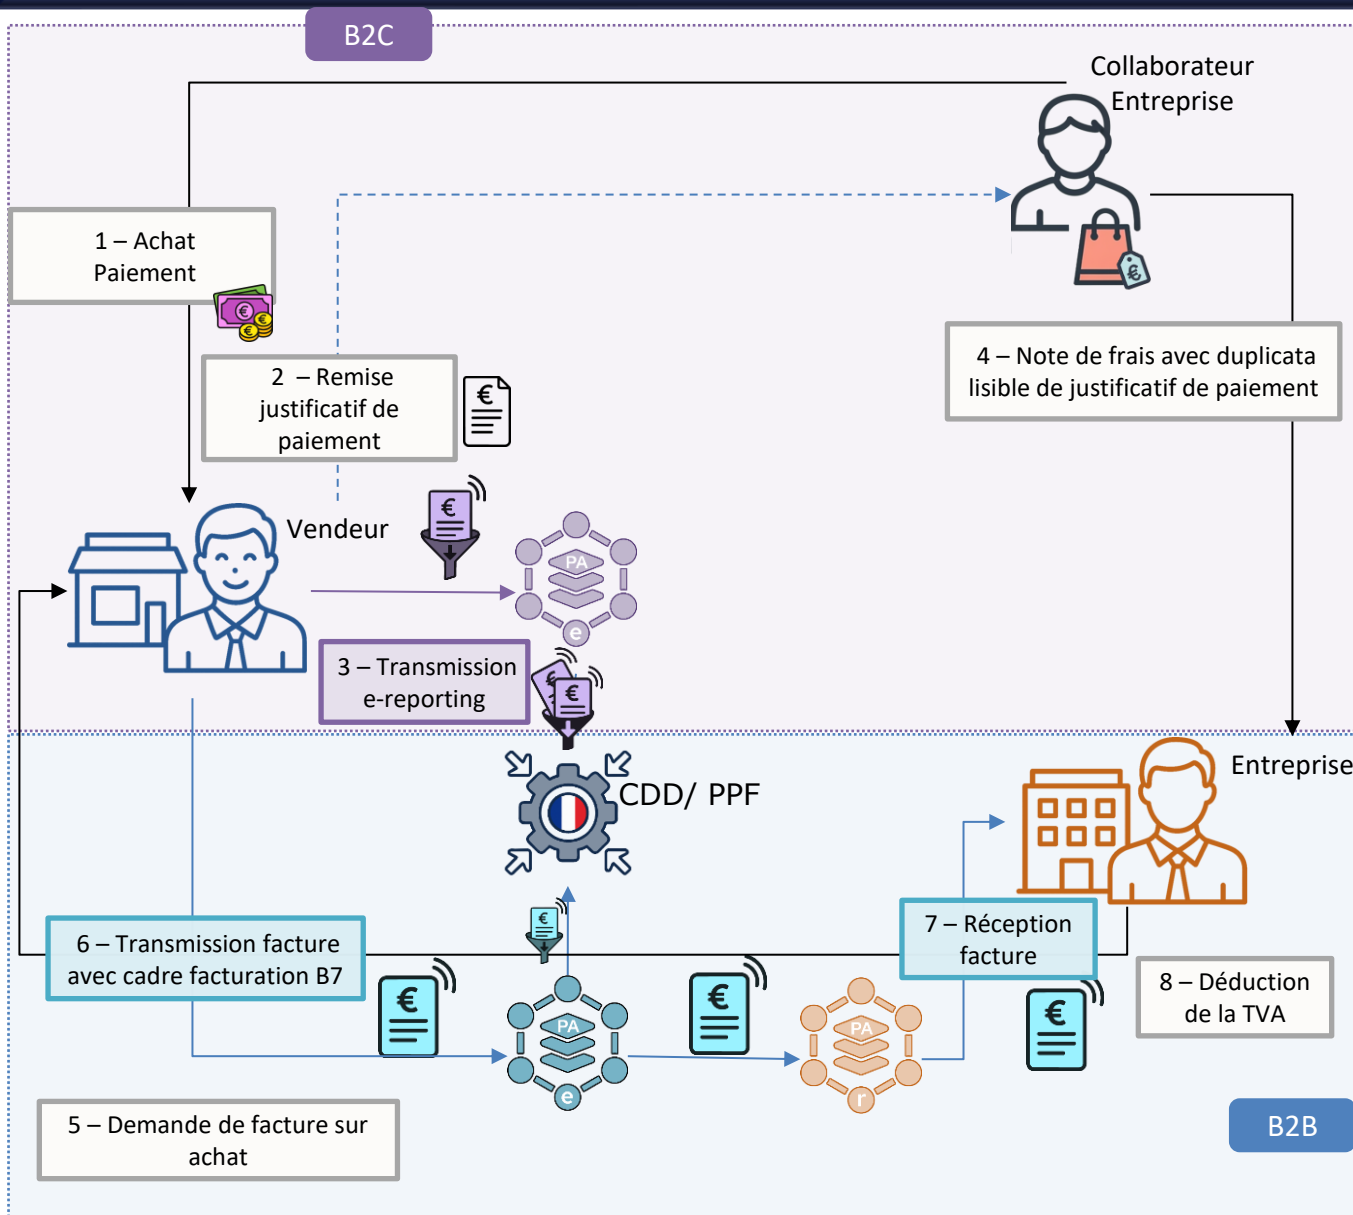 B2C
Collaborateur
Entreprise
1 – Achat
Paiement
€
€
€
€
2 – Remise
justificatif de
paiement
€
4 – Note de frais avec duplicata
lisible de justificatif de paiement
Vendeur
€
PA
e
3 – Transmission
e-reporting
€
€
CDD/ PPF
Entreprise
6 – Transmission facture
avec cadre facturation B7
€
€
€
7 – Réception
facture
€
8 – Déduction
de la TVA
PA
e
PA
r
5 – Demande de facture sur
achat
B2B